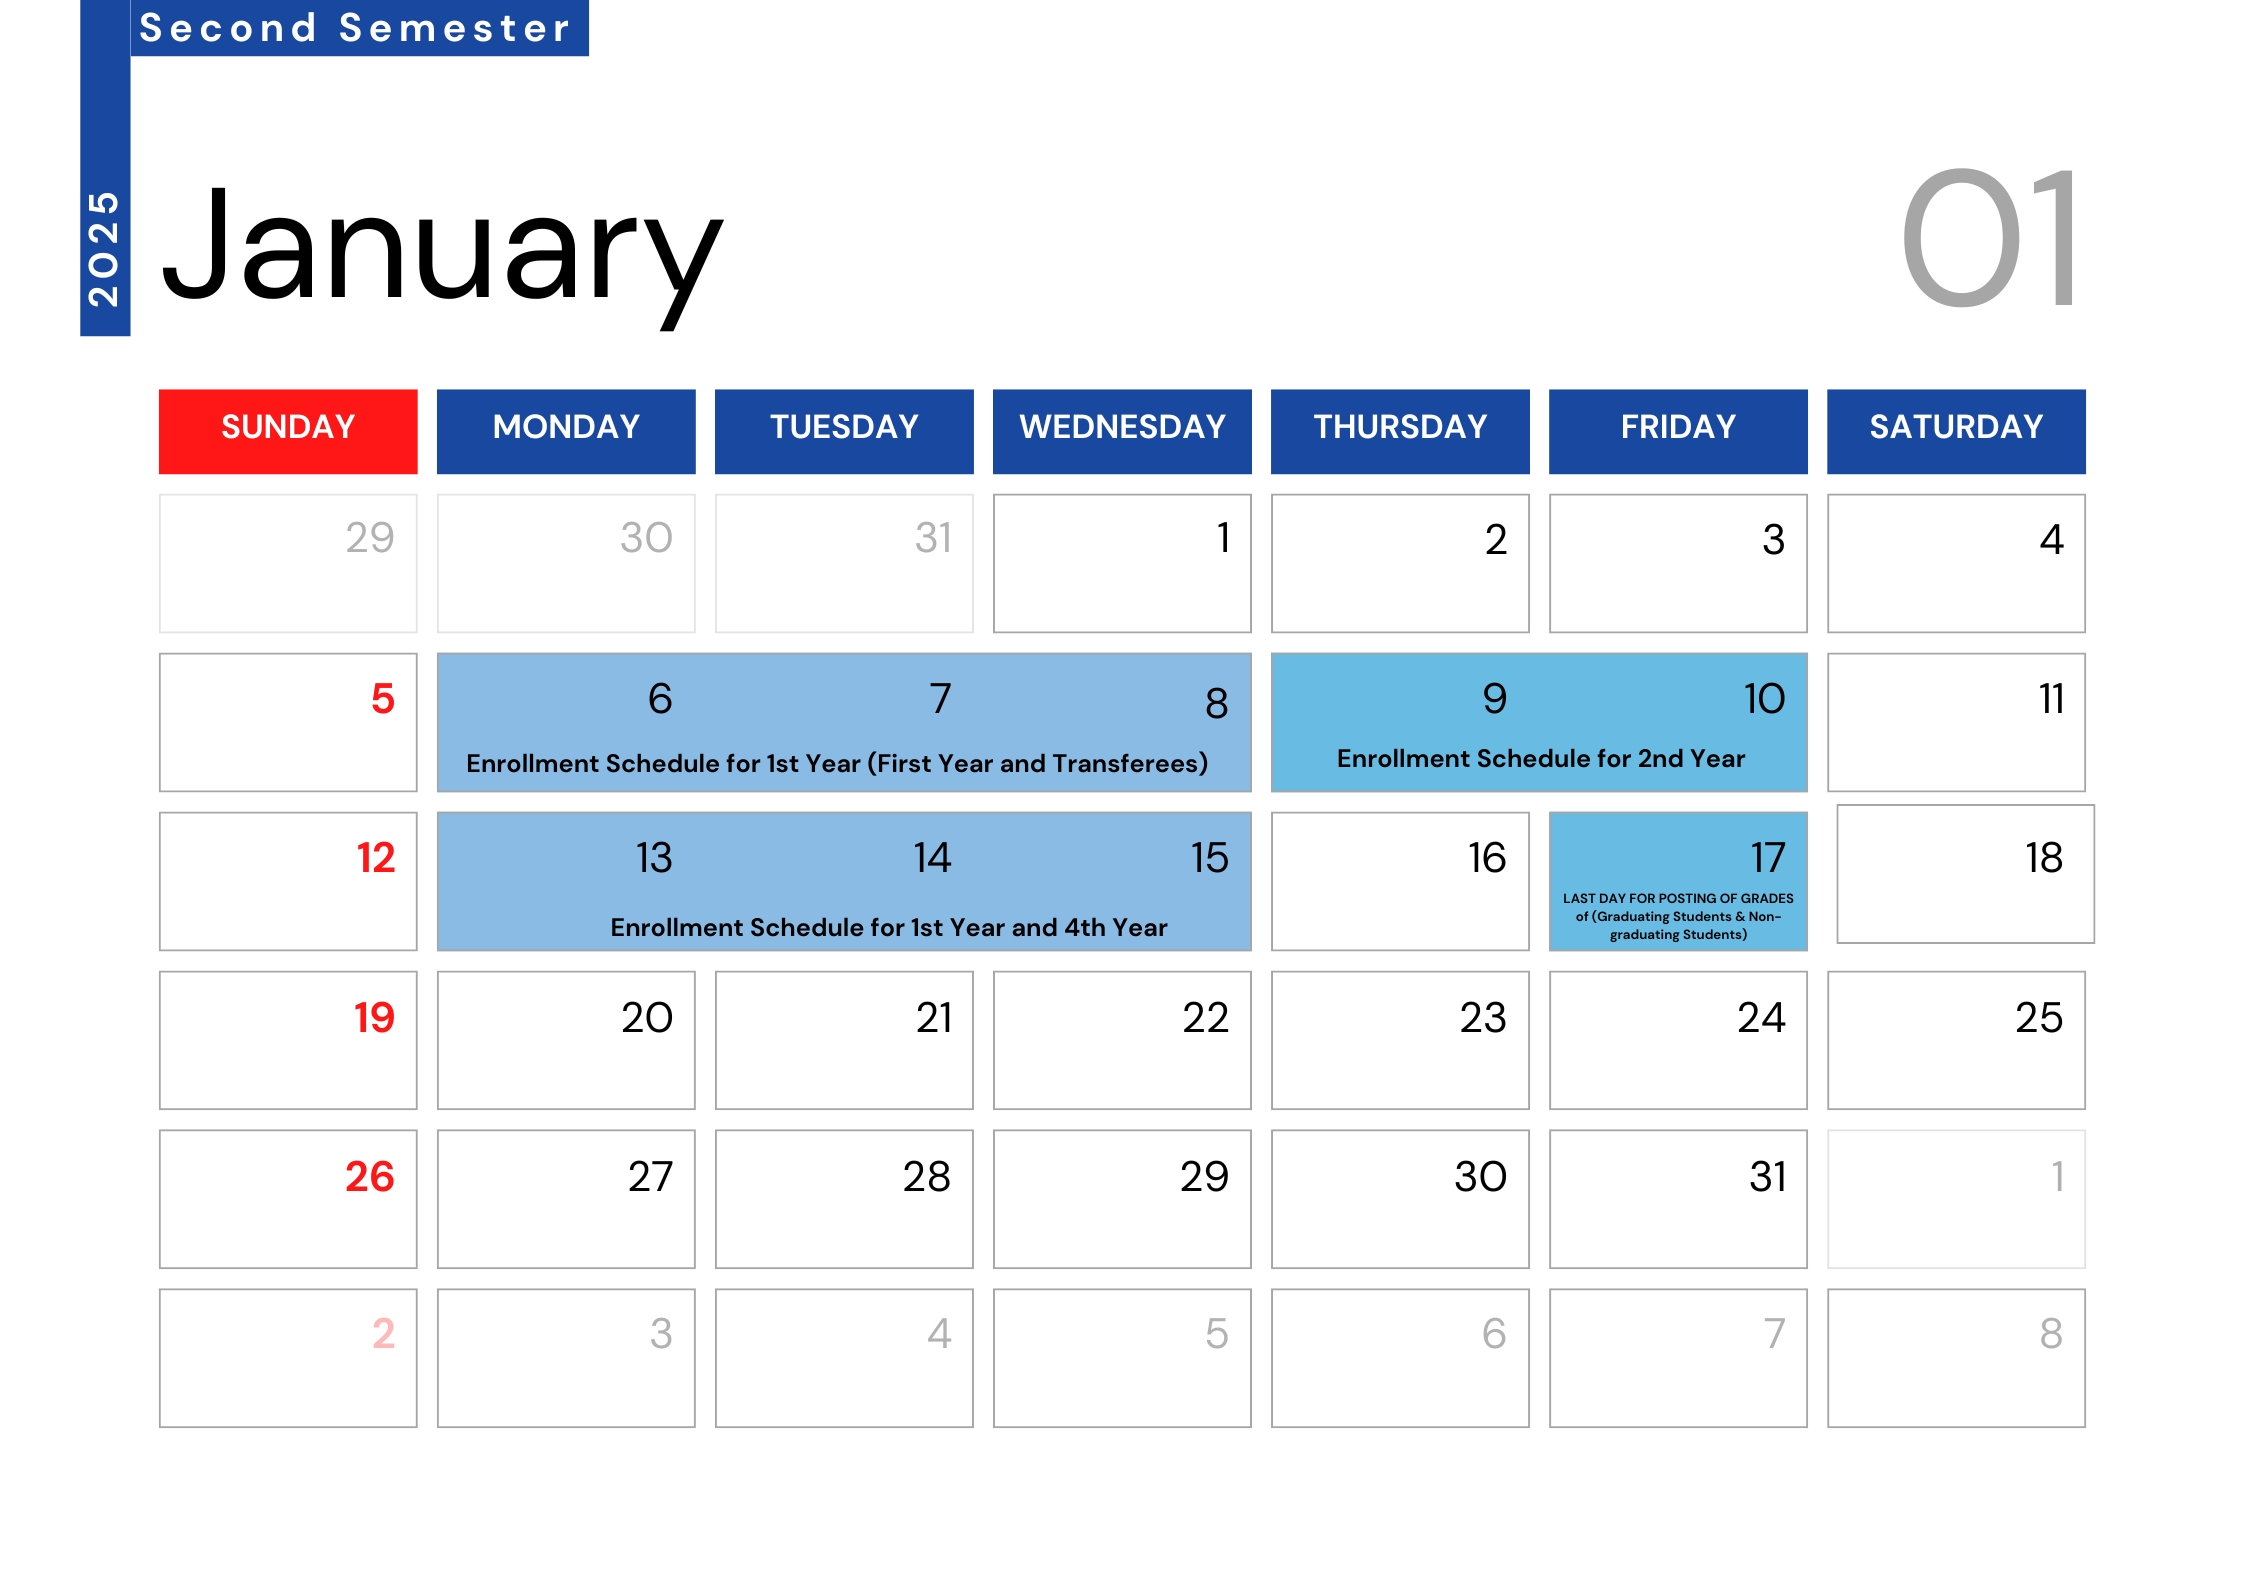 Second Semester
2025
January
01
SUNDAY MONDAY TUESDAY WEDNESDAY THURSDAY FRIDAY SATURDAY
29 30 31 1 2 3 4
5 6 7 8 9 10 11
Enrollment Schedule for 1st Year (First Year and Transferees)
Enrollment Schedule for 2nd Year
12 13 14 15 16 17 18
Enrollment Schedule for 1st Year and 4th Year
LAST DAY FOR POSTING OF GRADES
of (Graduating Students & Non-
graduating Students)
19 20 21 22 23 24 25
26 27 28 29 30 31 1
2 3 4 5 6 7 8